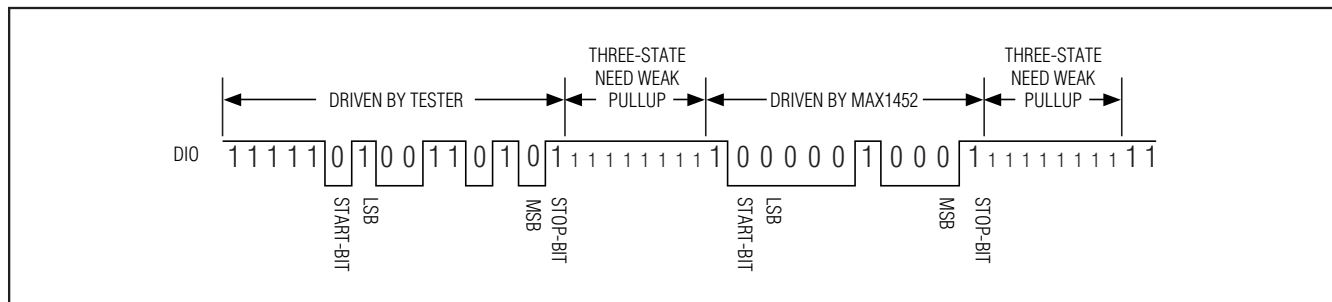 THREE-STATE
NEED WEAK
PULLUP
THREE-STATE
NEED WEAK
PULLUP
DRIVEN BY TESTER
DRIVEN BY MAX1452
DIO
1 1 1 1 1 0 1 0 0 1 1 0 1 0 1 1 1 1 1 1 1 1 1 1 0 0 0 0 0 1 0 0 0 1 1 1 1 1 1 1 1 1 1 1
START-BIT
LSB
MSB
STOP-BIT
START-BIT
LSB
MSB
STOP-BIT